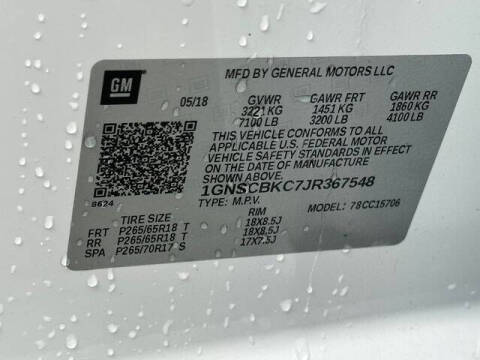 GM
MFD BY GENERAL MOTORS LLC
05/18 GVWR GAWR FRT GAWR RR
3221 KG 1451 KG 1860 KG
7100 LB 3200 LB 4100 LB
THIS VEHICLE CONFORMS TO ALL
APPLICABLE U.S. FEDERAL MOTOR
VEHICLE SAFETY STANDARDS IN EFFECT
ON THE DATE OF MANUFACTURE
SHOWN ABOVE.
1GNSCBKC7JR367548
8624
TYPE: M.P.V. MODEL: 78CC15706
TIRE SIZE RIM
FRT P265/65R18 T 18X8.5J
RR P265/65R18 T 18X8.5J
SPA P265/70R17 S 17X7.5J